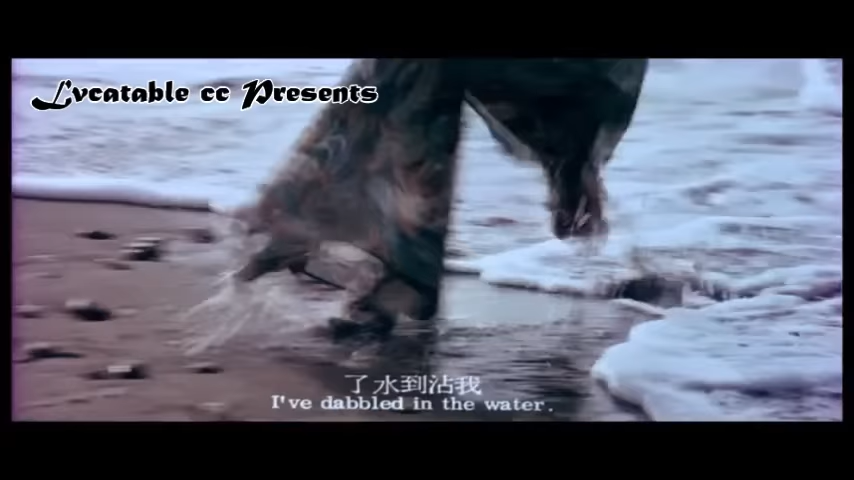 Lvcatable cc Presents
了水到沾我
I've dabbled in the water.